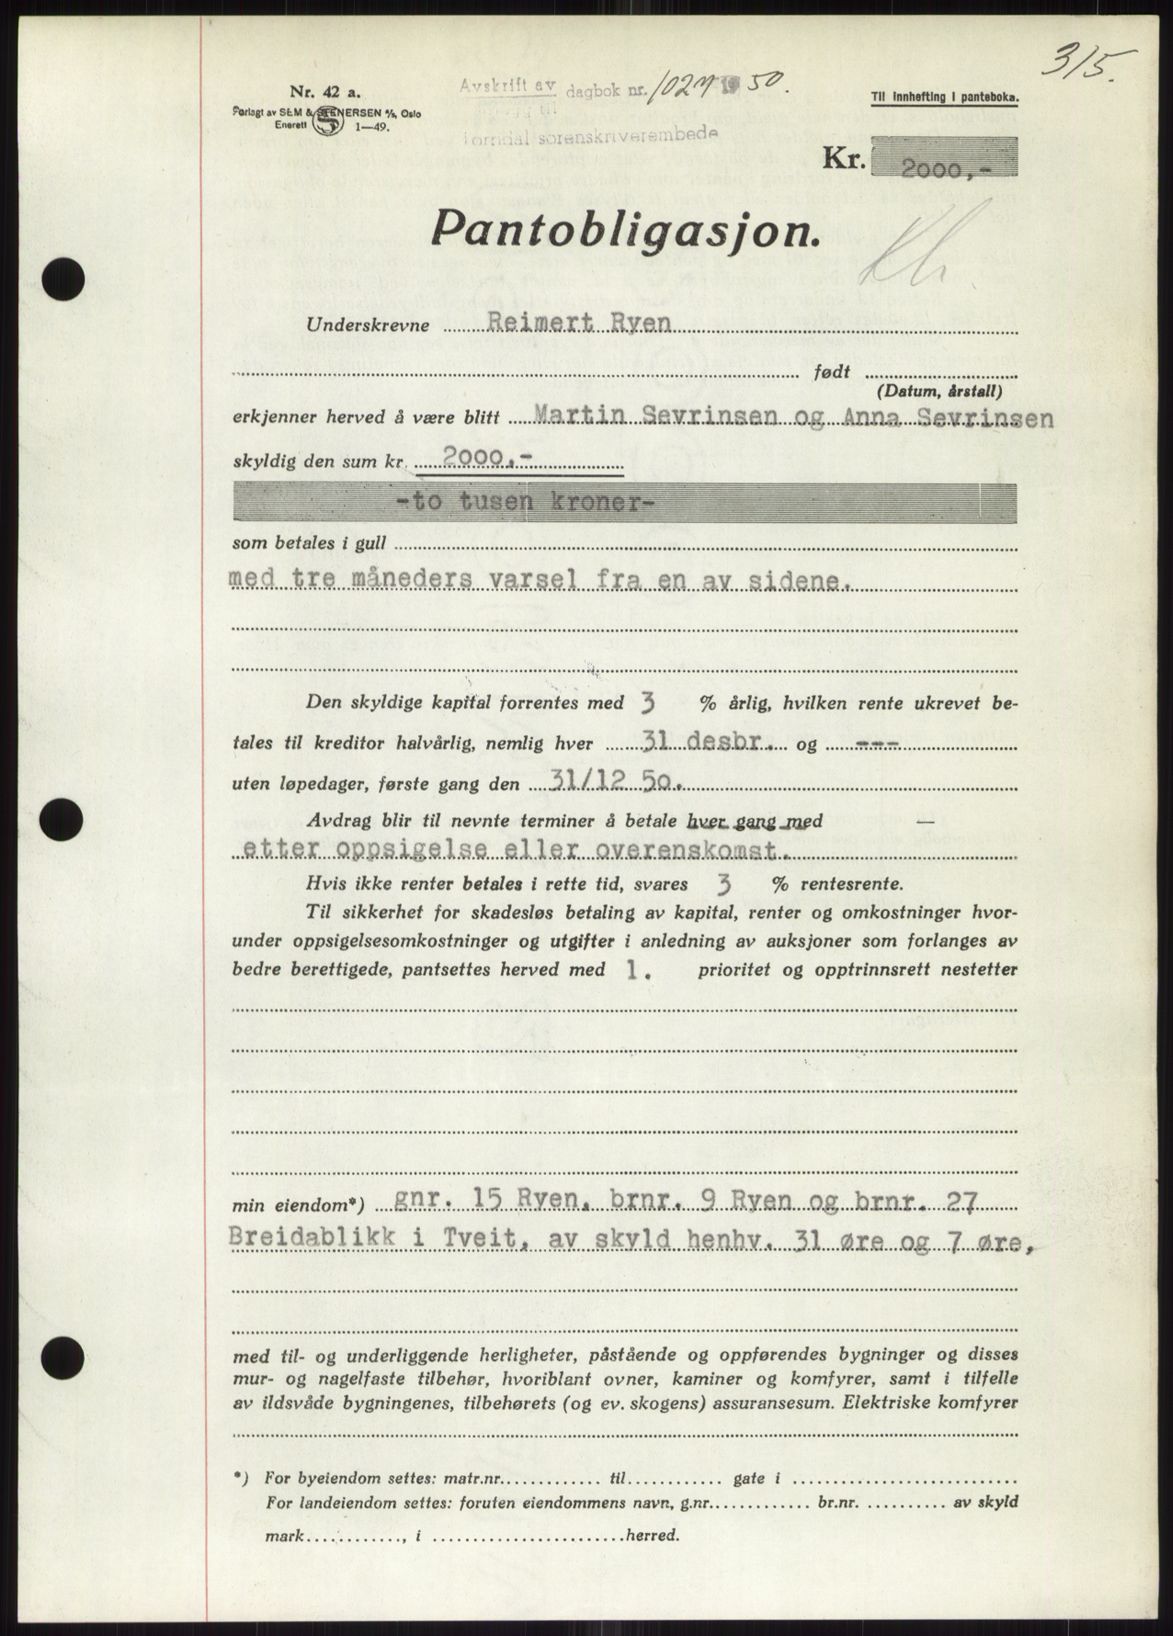 315.
Nr. 42 a.
Forlagt av SEM & STENERSEN A/S, Oslo
Enerett 1—49.
Avskrift av dagbok nr. 1950.
sorenskriverembede
Til innhefting i panteboka.
Kr. 2000,-
Pantobligasjon.
Underskrevne Reimert Ryen
født
(Datum, årstall)
erkjenner herved å være blitt Martin Sevrinsen og Anna Sevrinsen
skyldig den sum kr. 2000,-
-to tusen kroner-
som betales i gull
med tre måneders varsel fra en av sidene.
Den skyldige kapital forrentes med 3 % årlig, hvilken rente ukrevet be-
tales til kreditor halvårlig, nemlig hver 31 desbr. og ---
uten løpedager, første gang den 31/12 50.
Avdrag blir til nevnte terminer å betale hver gang med —
etter oppsigelse eller overenskomst.
Hvis ikke renter betales i rette tid, svares 3 % rentesrente.
Til sikkerhet for skadesløs betaling av kapital, renter og omkostninger hvor-
under oppsigelsesomkostninger og utgifter i anledning av auksjoner som forlanges av
bedre berettigede, pantsettes herved med 1. prioritet og opptrinnsrett nestetter
min eiendom*) gnr. 15 Ryen, brnr. 9 Ryen og brnr. 27
Breidablikk i Tveit, av skyld henhv. 31 øre og 7 øre,
med til- og underliggende herligheter, påstående og oppførendes bygninger og disses
mur- og nagelfaste tilbehør, hvoriblant ovner, kaminer og komfyrer, samt i tilfelle
av ildsvåde bygningenes, tilbehørets (og ev. skogens) assuransesum. Elektriske komfyrer
*) For byeiendom settes: matr.nr. til gate i
For landeiendom settes: foruten eiendommens navn, g.nr. br.nr. av skyld
mark , i herred.